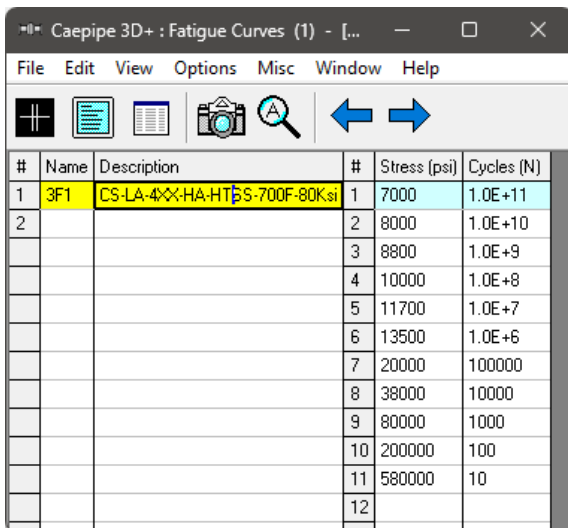 Caepipe 3D+ : Fatigue Curves (1) - [...
File Edit View Options Misc Window Help
# Name Description # Stress (psi) Cycles (N)
1 3F1 CS-LA-4XX-HA-HTSS-700F-80Ksi 1 7000 1.0E+11
2 2 8000 1.0E+10
3 8800 1.0E+9
4 10000 1.0E+8
5 11700 1.0E+7
6 13500 1.0E+6
7 20000 100000
8 38000 10000
9 80000 1000
10 200000 100
11 580000 10
12